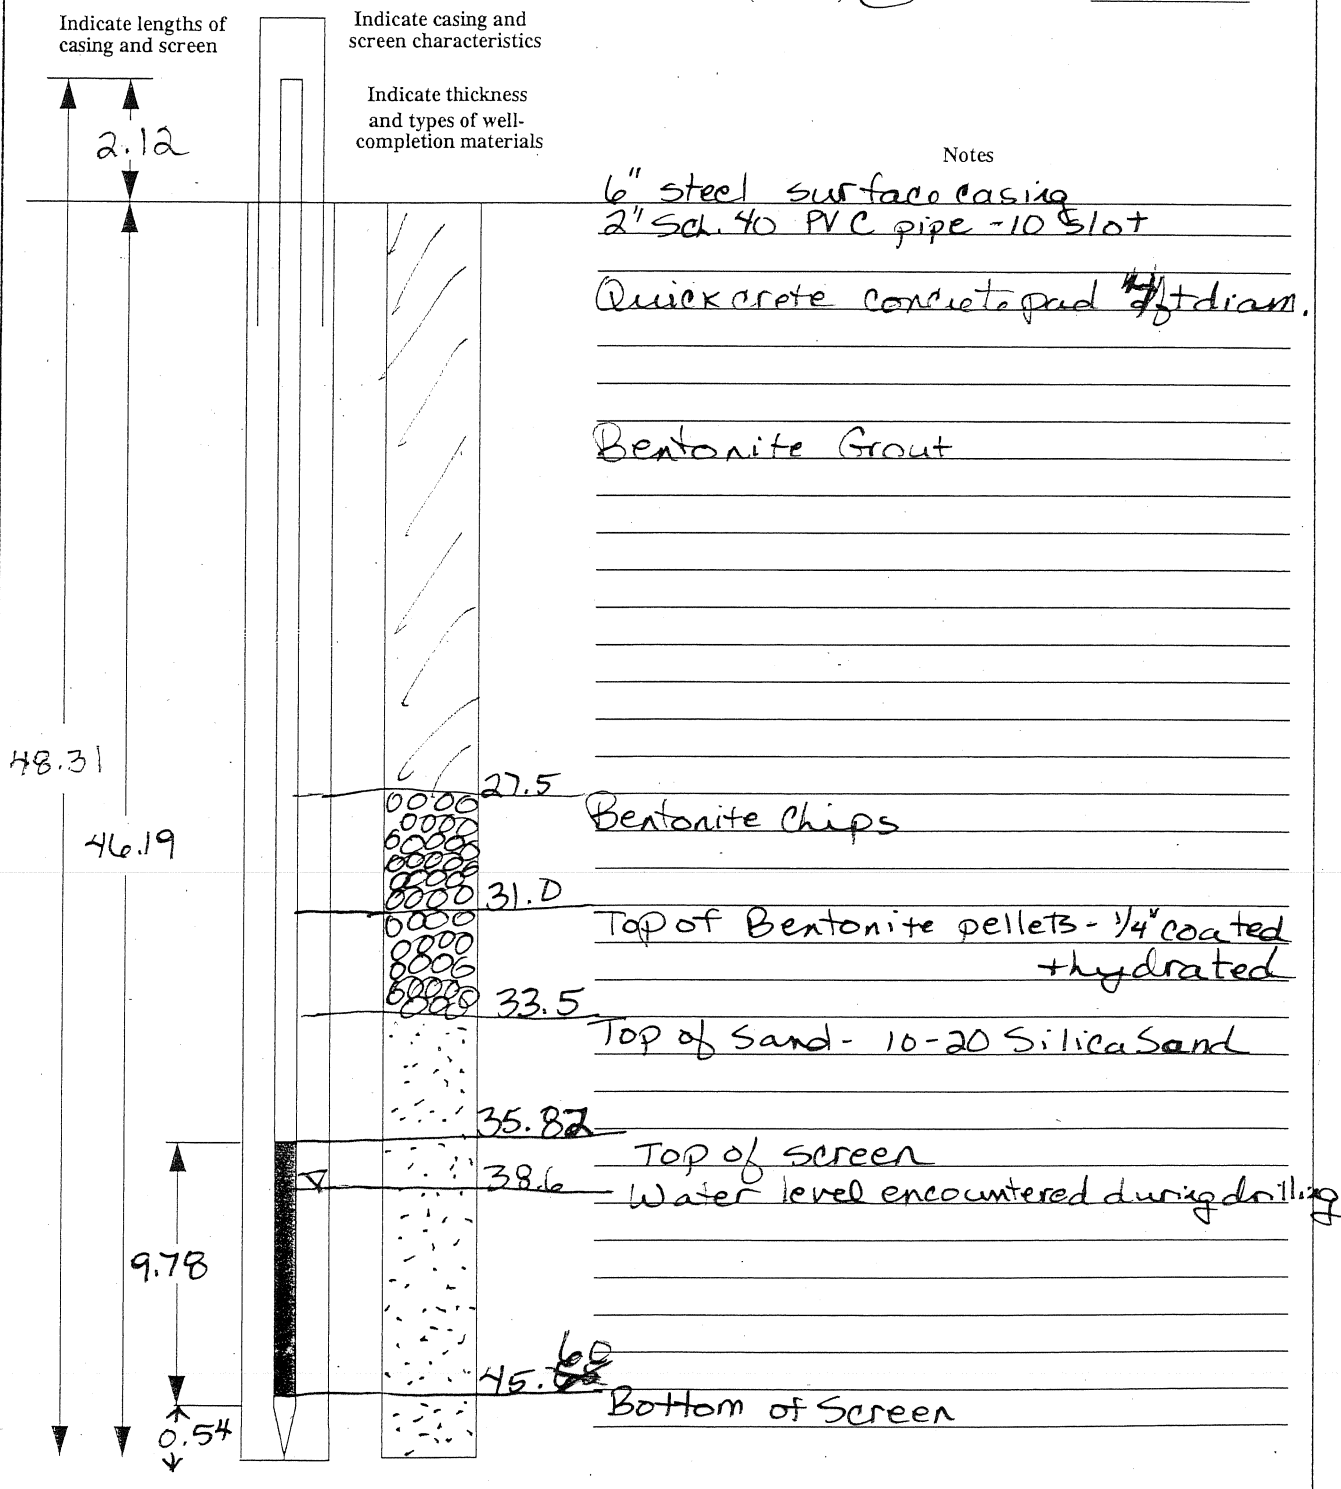 Indicate lengths of
casing and screen
Indicate casing and
screen characteristics
Indicate thickness
and types of well-
completion materials
2.12
Notes
6" steel surface casing
2" Sch. 40 PVC pipe - 10 slot
Quickcrete concrete pad ft diam.
Bentonite Grout
48.31
27.5
Bentonite Chips
46.19
31.0
Top of Bentonite pellets - 1/4" coated
+ hydrated
33.5
Top of Sand - 10-20 Silica Sand
35.82
Top of screen
38.6
Water level encountered during drilling
9.78
45.60
Bottom of Screen
0.54